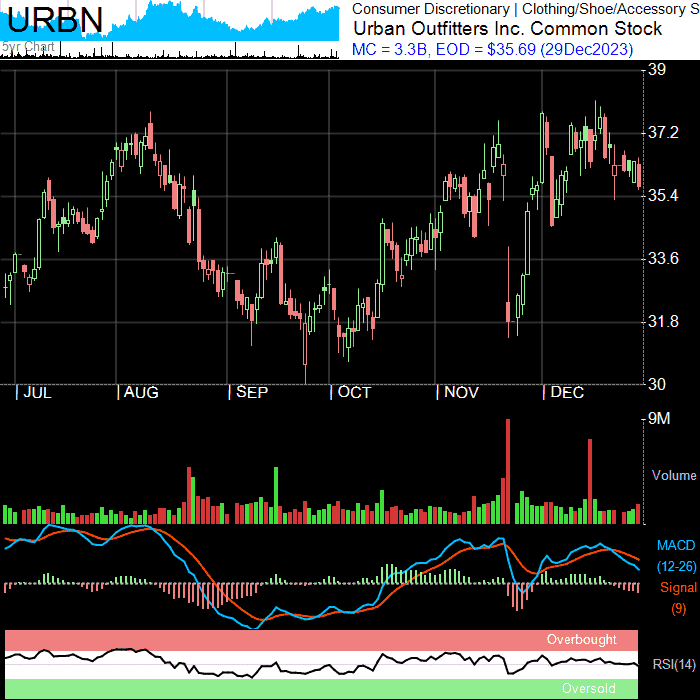 URBN
5yr Chart
Consumer Discretionary | Clothing/Shoe/Accessory S
Urban Outfitters Inc. Common Stock
MC = 3.3B, EOD = $35.69 (29Dec2023)
39
37.2
35.4
33.6
31.8
30
| JUL | AUG | SEP | OCT | NOV | DEC
9M
Volume
MACD
(12-26)
Signal
(9)
Overbought
RSI(14)
Oversold